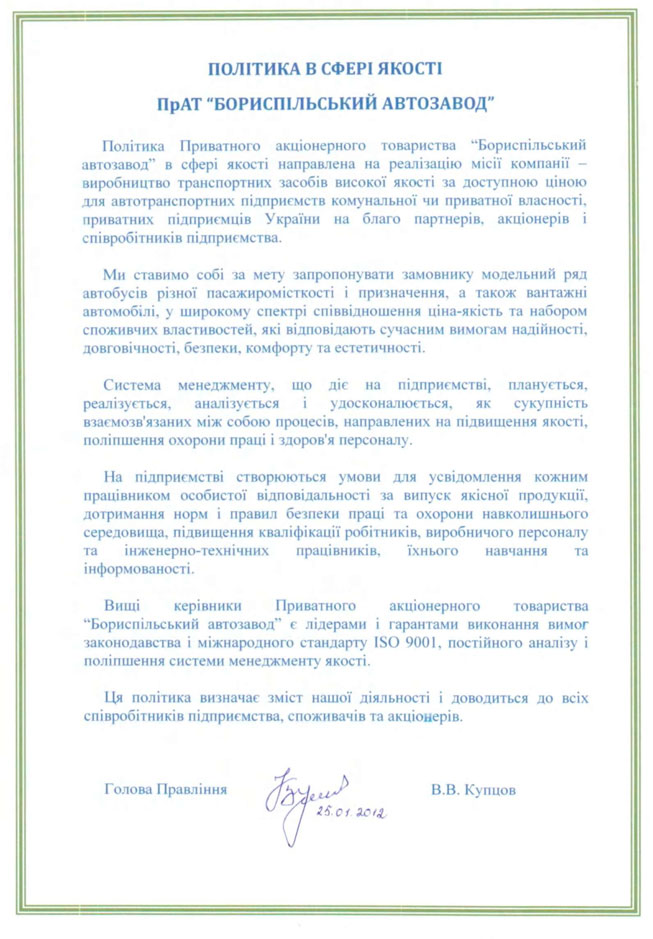 ПОЛІТИКА В СФЕРІ ЯКОСТІ
ПрАТ “БОРИСПІЛЬСЬКИЙ АВТОЗАВОД”
Політика Приватного акціонерного товариства “Бориспільський
автозавод” в сфері якості направлена на реалізацію місії компанії –
виробництво транспортних засобів високої якості за доступною ціною
для автотранспортних підприємств комунальної чи приватної власності,
приватних підприємців України на благо партнерів, акціонерів і
співробітників підприємства.
Ми ставимо собі за мету запропонувати замовнику модельний ряд
автобусів різної пасажиромісткості і призначення, а також вантажні
автомобілі, у широкому спектрі співвідношення ціна-якість та набором
споживчих властивостей, які відповідають сучасним вимогам надійності,
довговічності, безпеки, комфорту та естетичності.
Система менеджменту, що діє на підприємстві, планується,
реалізується, аналізується і удосконалюється, як сукупність
взаємозв'язаних між собою процесів, направлених на підвищення якості,
поліпшення охорони праці і здоров'я персоналу.
На підприємстві створюються умови для усвідомлення кожним
працівником особистої відповідальності за випуск якісної продукції,
дотримання норм і правил безпеки праці та охорони навколишнього
середовища, підвищення кваліфікації робітників, виробничого персоналу
та інженерно-технічних працівників, їхнього навчання та
інформованості.
Вищі керівники Приватного акціонерного товариства
“Бориспільський автозавод” є лідерами і гарантами виконання вимог
законодавства і міжнародного стандарту ISO 9001, постійного аналізу і
поліпшення системи менеджменту якості.
Ця політика визначає зміст нашої діяльності і доводиться до всіх
співробітників підприємства, споживачів та акціонерів.
Голова Правління В.В. Купцов
25.01.2012